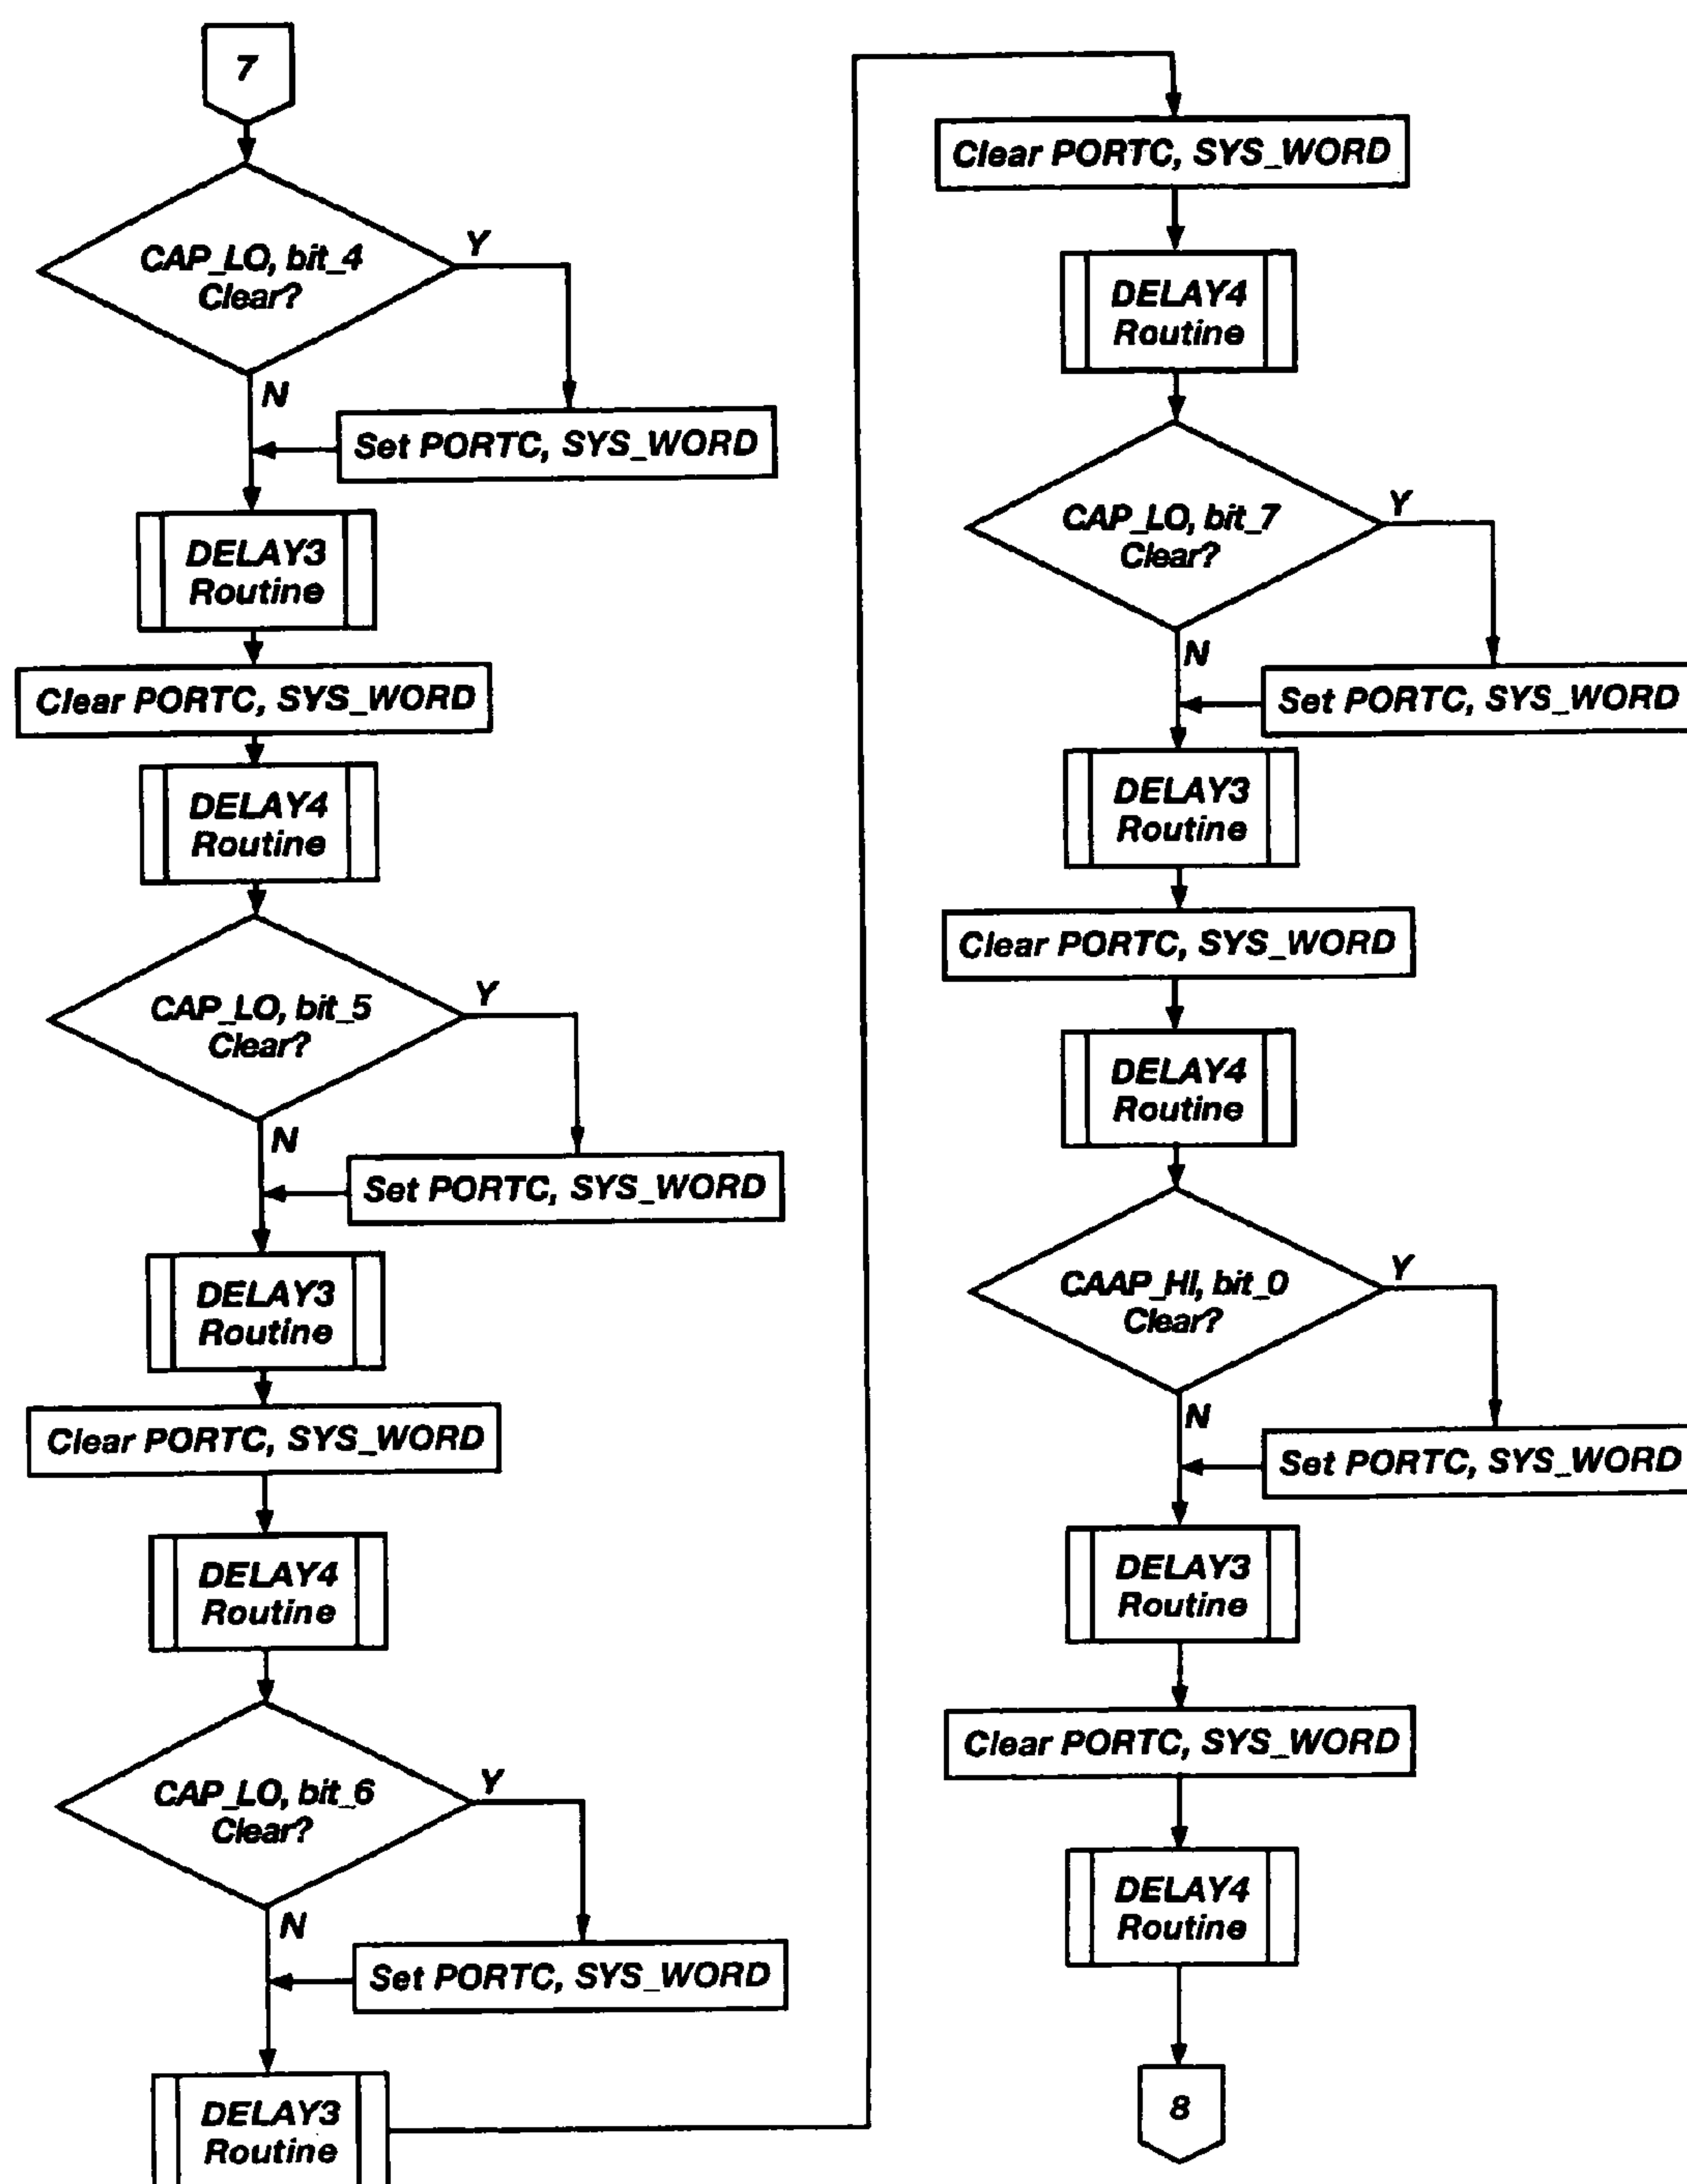 7
CAP_LO, bit_4
Clear?
Y
N
Set PORTC, SYS_WORD
DELAY3
Routine
Clear PORTC, SYS_WORD
DELAY4
Routine
CAP_LO, bit_5
Clear?
Y
N
Set PORTC, SYS_WORD
DELAY3
Routine
Clear PORTC, SYS_WORD
DELAY4
Routine
CAP_LO, bit_6
Clear?
Y
N
Set PORTC, SYS_WORD
DELAY3
Routine
Clear PORTC, SYS_WORD
DELAY4
Routine
CAP_LO, bit_7
Clear?
Y
N
Set PORTC, SYS_WORD
DELAY3
Routine
Clear PORTC, SYS_WORD
DELAY4
Routine
CAAP_HI, bit_0
Clear?
Y
N
Set PORTC, SYS_WORD
DELAY3
Routine
Clear PORTC, SYS_WORD
DELAY4
Routine
8